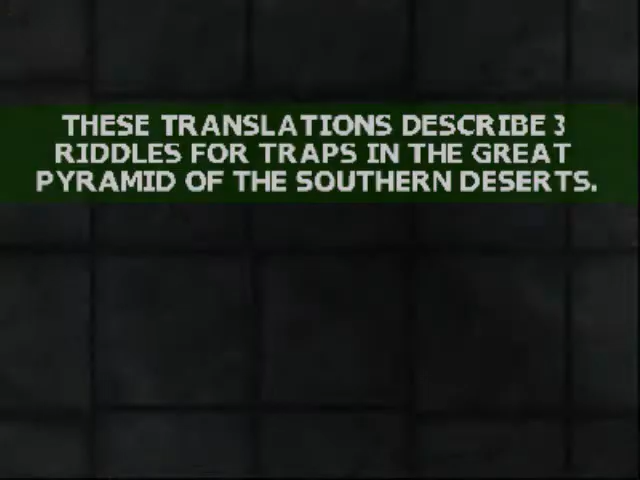 THESE TRANSLATIONS DESCRIBE 3
RIDDLES FOR TRAPS IN THE GREAT
PYRAMID OF THE SOUTHERN DESERTS.